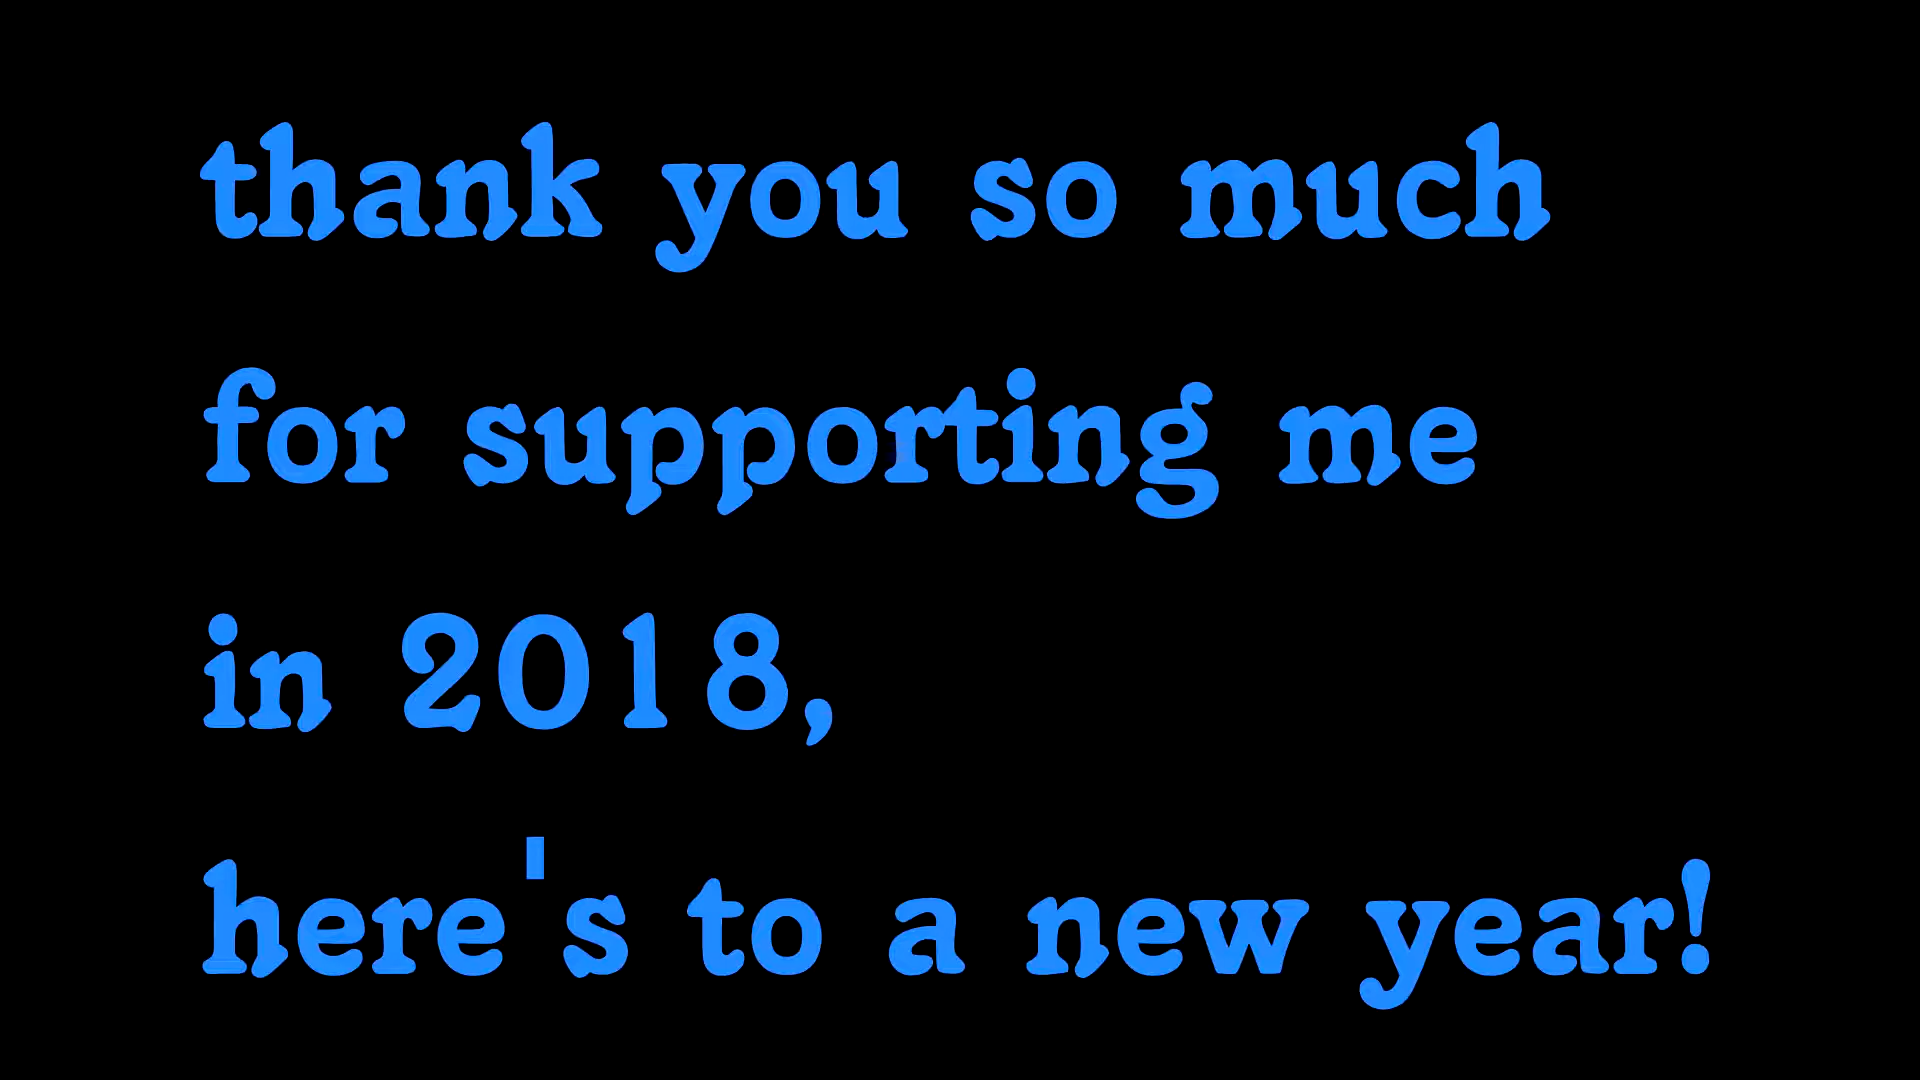 thank you so much
for supporting me
in 2018,
here's to a new year!